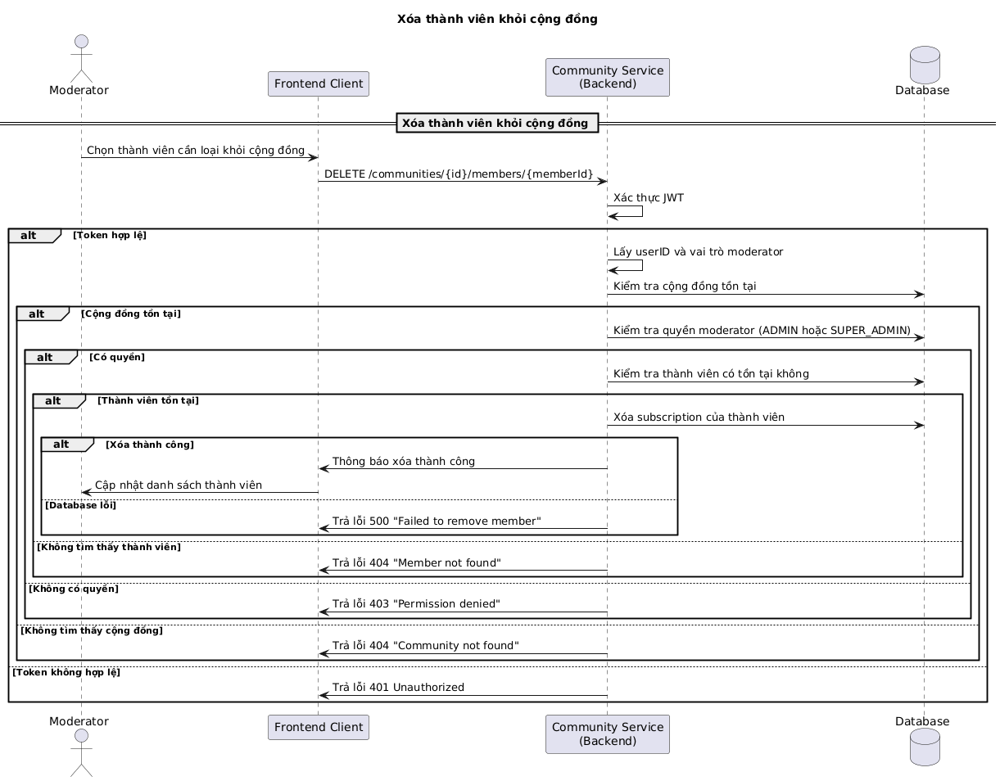 Xóa thành viên khỏi cộng đồng
Moderator
Frontend Client
Community Service
(Backend)
Database
Xóa thành viên khỏi cộng đồng
Chọn thành viên cần loại khỏi cộng đồng
DELETE /communities/{id}/members/{memberId}
Xác thực JWT
alt
[Token hợp lệ]
Lấy userID và vai trò moderator
Kiểm tra cộng đồng tồn tại
alt
[Cộng đồng tồn tại]
Kiểm tra quyền moderator (ADMIN hoặc SUPER_ADMIN)
alt
[Có quyền]
Kiểm tra thành viên có tồn tại không
alt
[Thành viên tồn tại]
Xóa subscription của thành viên
alt
[Xóa thành công]
Thông báo xóa thành công
Cập nhật danh sách thành viên
[Database lỗi]
Trả lỗi 500 "Failed to remove member"
[Không tìm thấy thành viên]
Trả lỗi 404 "Member not found"
[Không có quyền]
Trả lỗi 403 "Permission denied"
[Không tìm thấy cộng đồng]
Trả lỗi 404 "Community not found"
[Token không hợp lệ]
Trả lỗi 401 Unauthorized
Moderator
Frontend Client
Community Service
(Backend)
Database